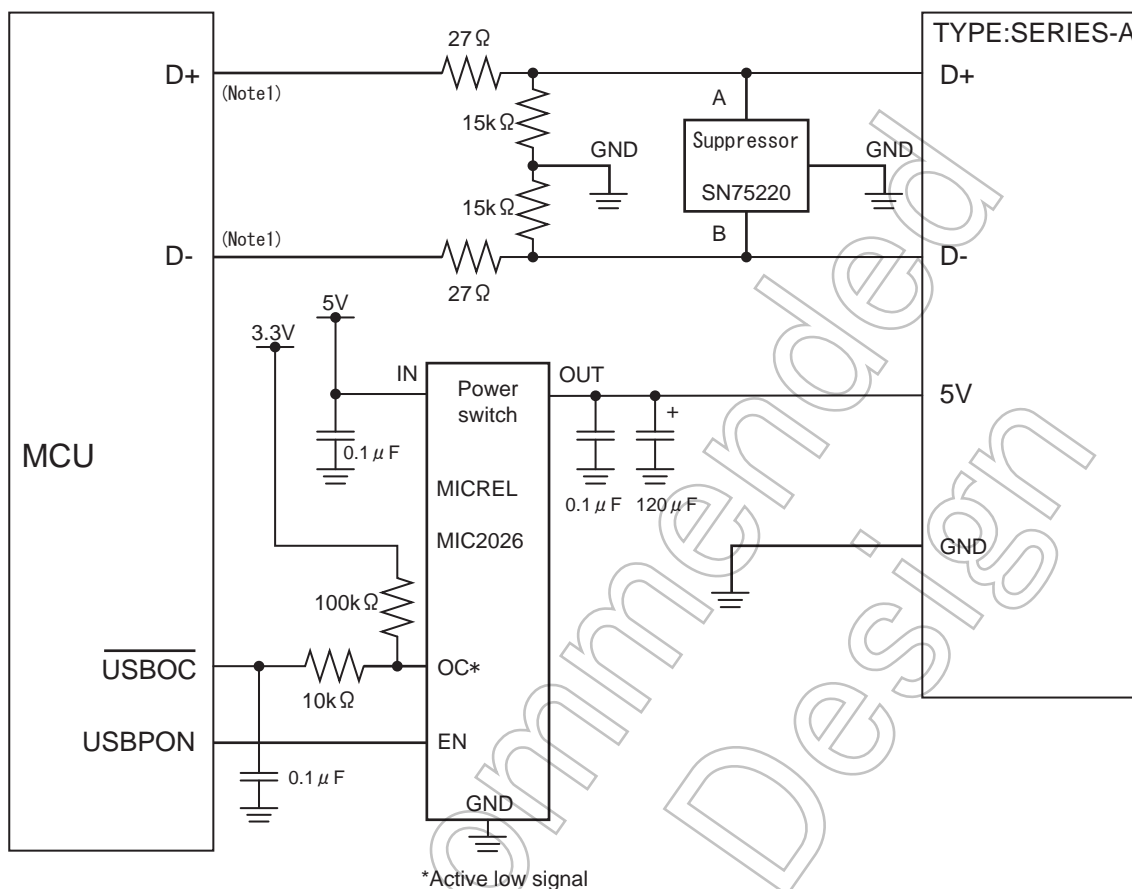 TYPE:SERIES-A
27Ω
D+
(Note1)
D+
15kΩ
A
GND
Suppressor
SN75220
GND
15kΩ
B
D-
(Note1)
D-
27Ω
5V
3.3V
IN
Power
switch
OUT
+
5V
0.1μF
MCU
MICREL
MIC2026
0.1μF
120μF
GND
100kΩ
USBOC
10kΩ
OC*
USBPON
EN
0.1μF
GND
*Active low signal
ommended
Design